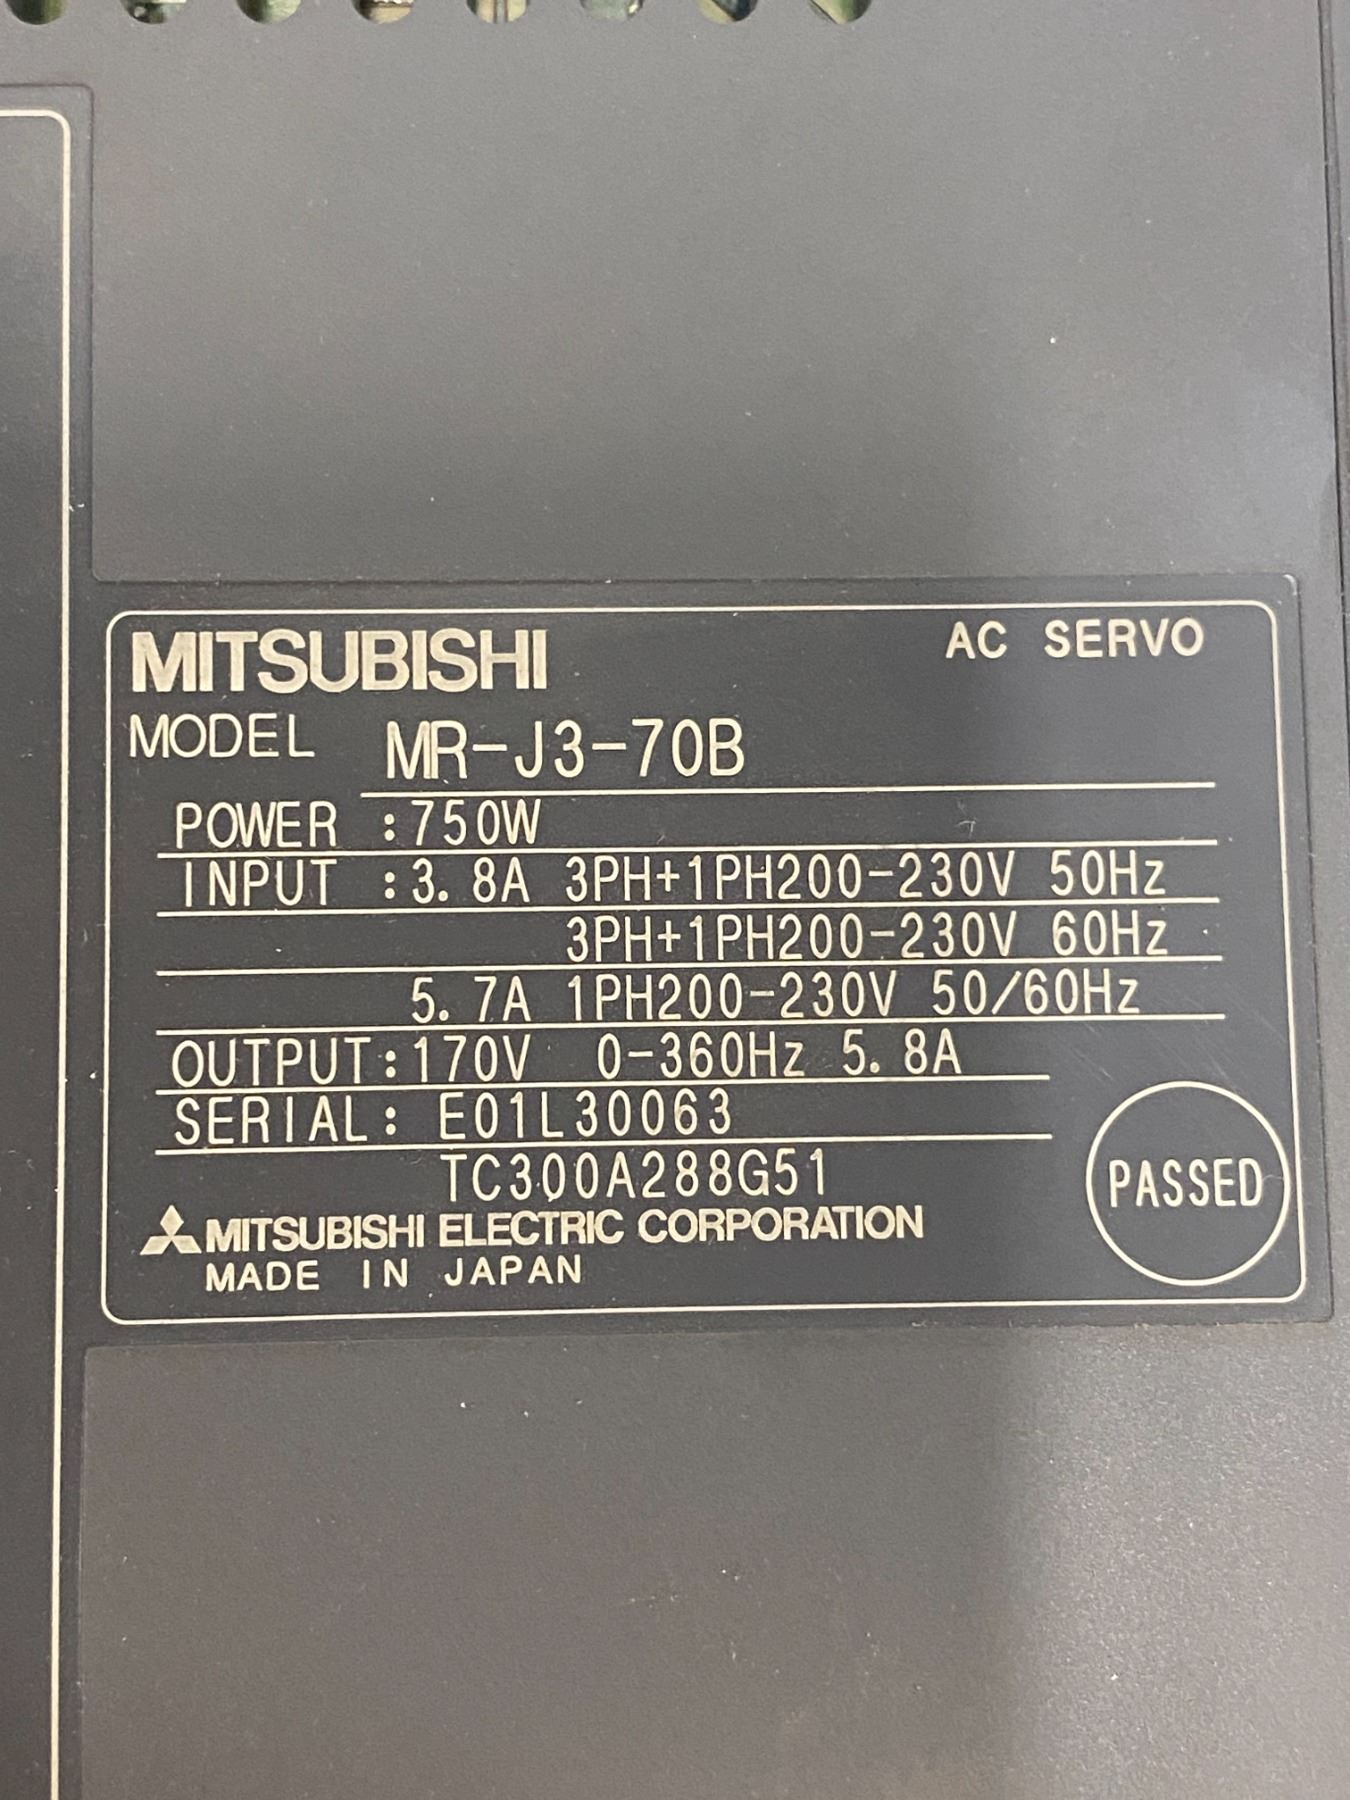 MITSUBISHI AC SERVO
MODEL MR-J3-70B
POWER :750W
INPUT :3.8A 3PH+1PH200-230V 50Hz
3PH+1PH200-230V 60Hz
5.7A 1PH200-230V 50/60Hz
OUTPUT:170V 0-360Hz 5.8A
SERIAL: E01L30063
TC300A288G51
PASSED
MITSUBISHI ELECTRIC CORPORATION
MADE IN JAPAN